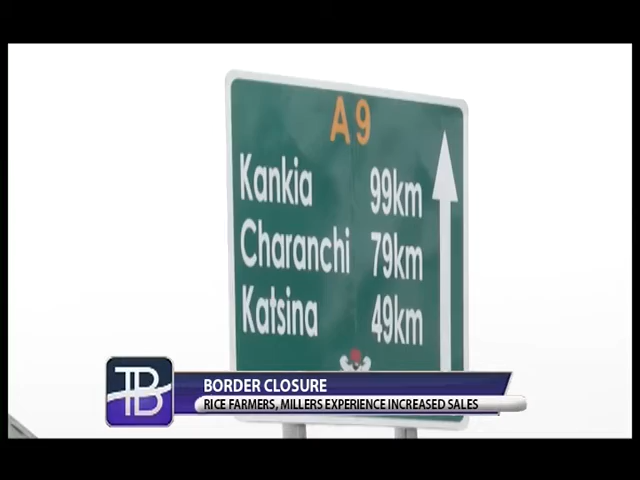 A9
Kankia 99km
Charanchi 79km
Katsina 49km
TB
BORDER CLOSURE
RICE FARMERS, MILLERS EXPERIENCE INCREASED SALES